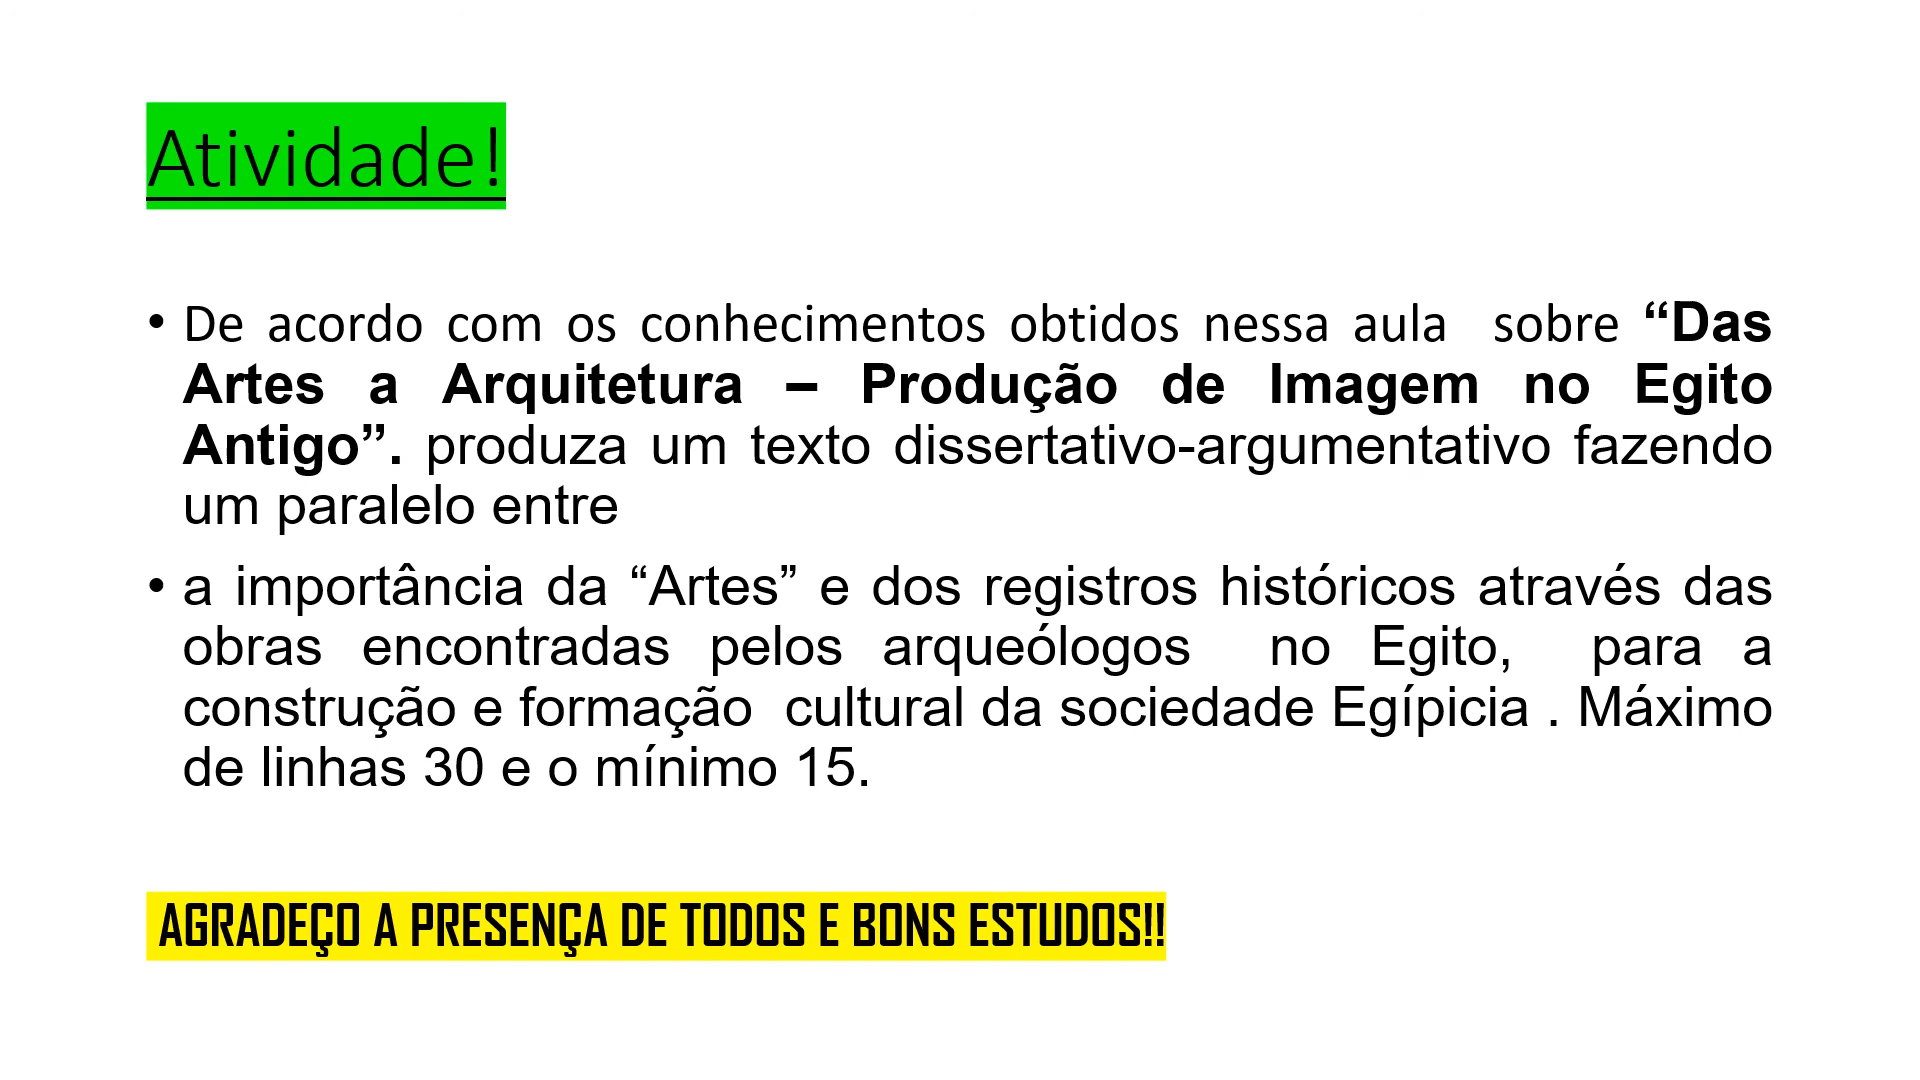 Atividade!
• De acordo com os conhecimentos obtidos nessa aula sobre “Das
Artes a Arquitetura – Produção de Imagem no Egito
Antigo”. produza um texto dissertativo-argumentativo fazendo
um paralelo entre
• a importância da “Artes” e dos registros históricos através das
obras encontradas pelos arqueólogos no Egito, para a
construção e formação cultural da sociedade Egípicia . Máximo
de linhas 30 e o mínimo 15.
AGRADEÇO A PRESENÇA DE TODOS E BONS ESTUDOS!!